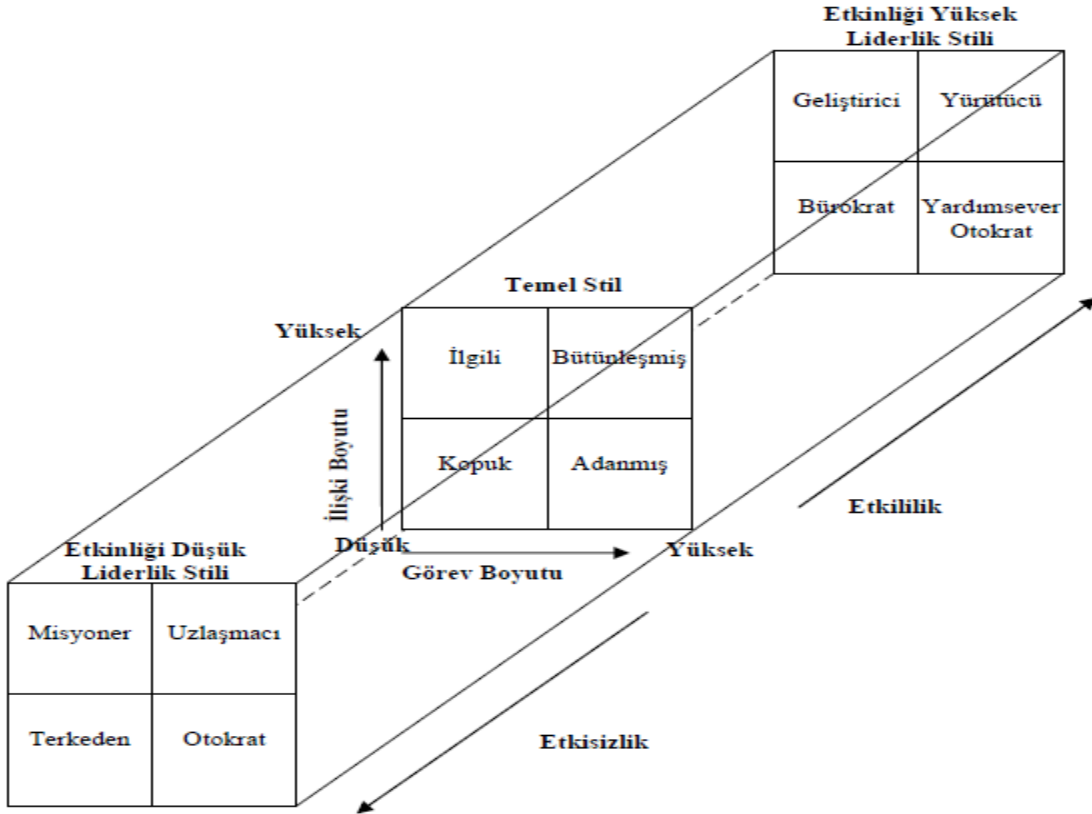 Etkinliği Yüksek
Liderlik Stili
Geliştirici
Yürütücü
Bürokrat
Yardımsever
Otokrat
Temel Stil
Yüksek
İlgili
Bütünleşmiş
İlişki Boyutu
Kopuk
Adanmış
Etkililik
Düşük
Yüksek
Görev Boyutu
Etkinliği Düşük
Liderlik Stili
Misyoner
Uzlaşmacı
Terkeden
Otokrat
Etkisizlik